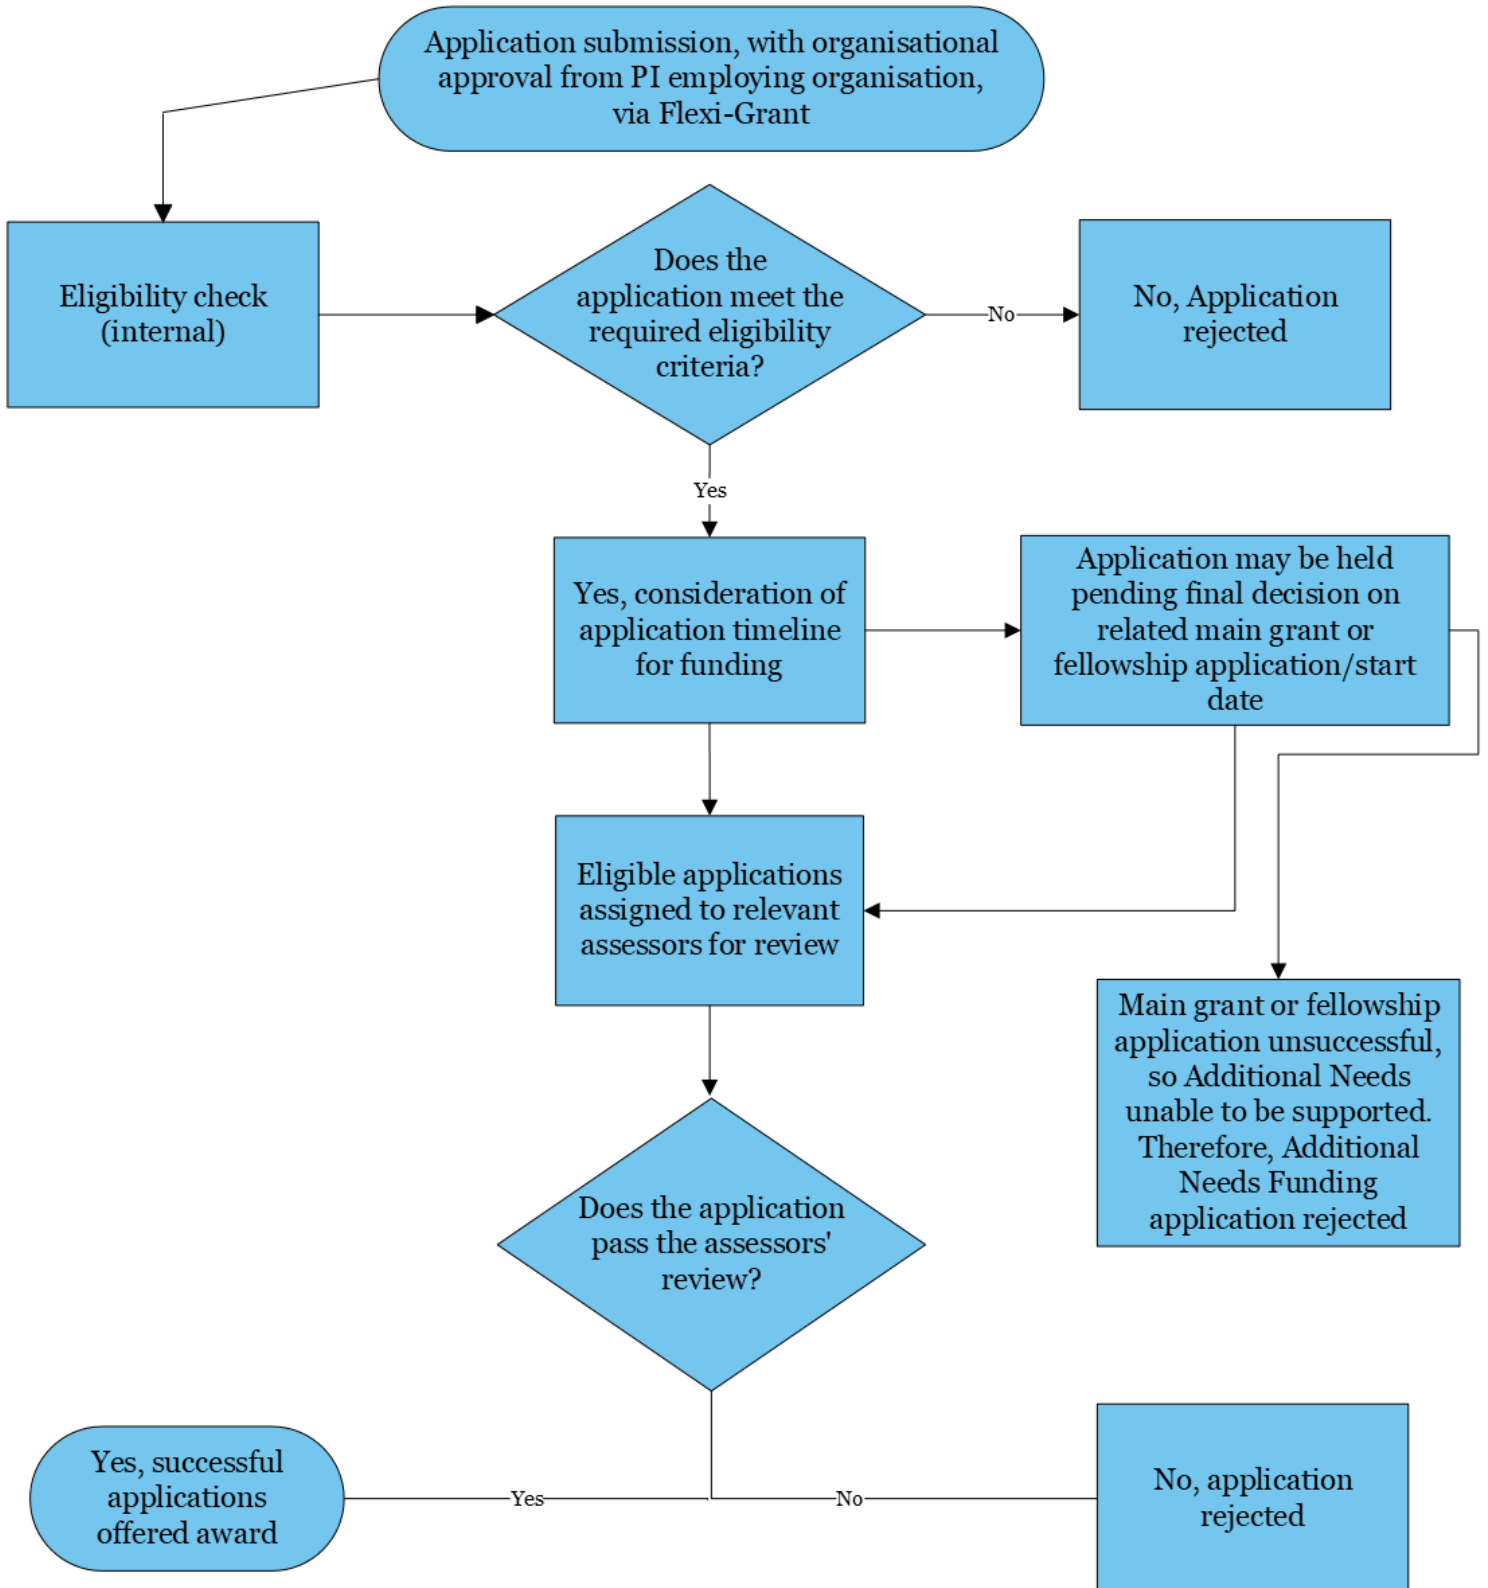 Application submission, with organisational
approval from PI employing organisation,
via Flexi-Grant
Eligibility check
(internal)
Does the
application meet the
required eligibility
criteria?
No
No, Application
rejected
Yes
Yes, consideration of
application timeline
for funding
Application may be held
pending final decision on
related main grant or
fellowship application/start
date
Eligible applications
assigned to relevant
assessors for review
Main grant or fellowship
application unsuccessful,
so Additional Needs
unable to be supported.
Therefore, Additional
Needs Funding
application rejected
Does the application
pass the assessors'
review?
Yes, successful
applications
offered award
Yes
No
No, application
rejected